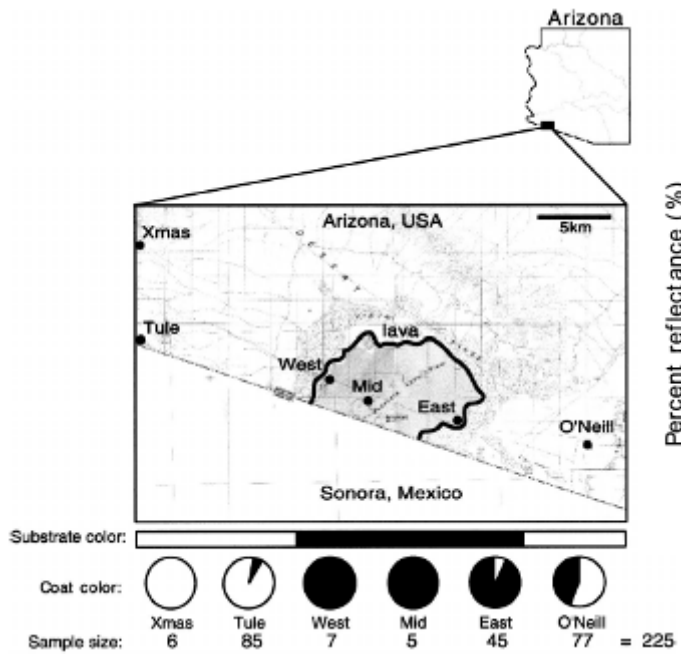 Arizona
Arizona, USA
5km
Xmas
Tule
lava
West
Mid
East
O'Neill
Sonora, Mexico
Percent reflectance (%)
Substrate color:
Coat color:
Xmas Tule West Mid East O'Neill
Sample size: 6 85 7 5 45 77 = 225